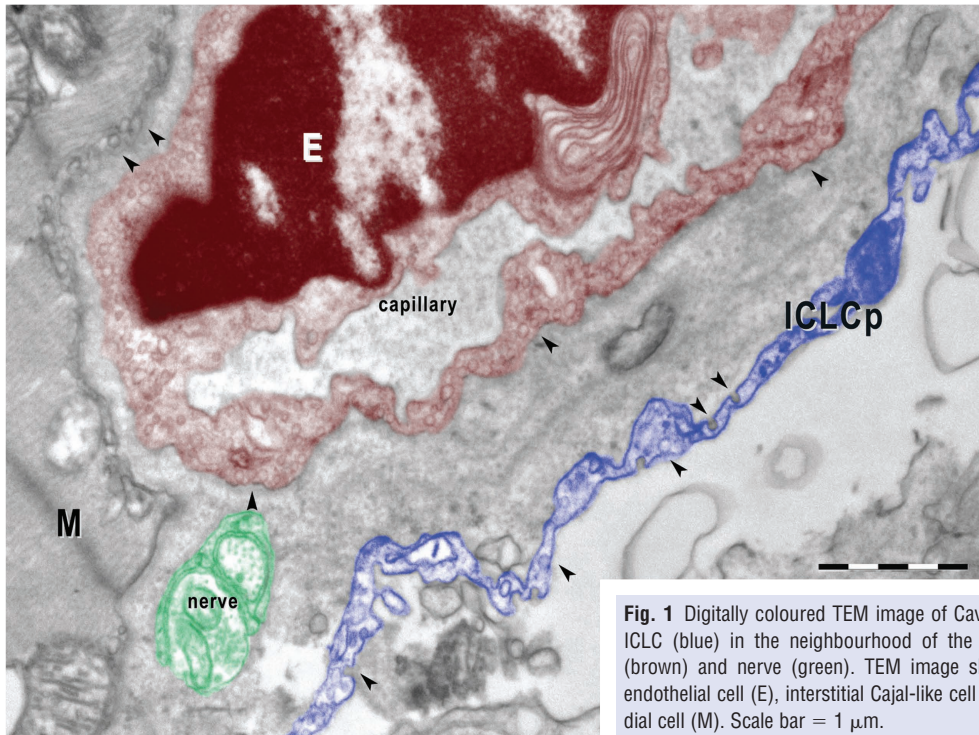 E
capillary
ICLCp
M
nerve
Fig. 1 Digitally coloured TEM image of Cav
ICLC (blue) in the neighbourhood of the
(brown) and nerve (green). TEM image s
endothelial cell (E), interstitial Cajal-like cell
dial cell (M). Scale bar = 1 μm.